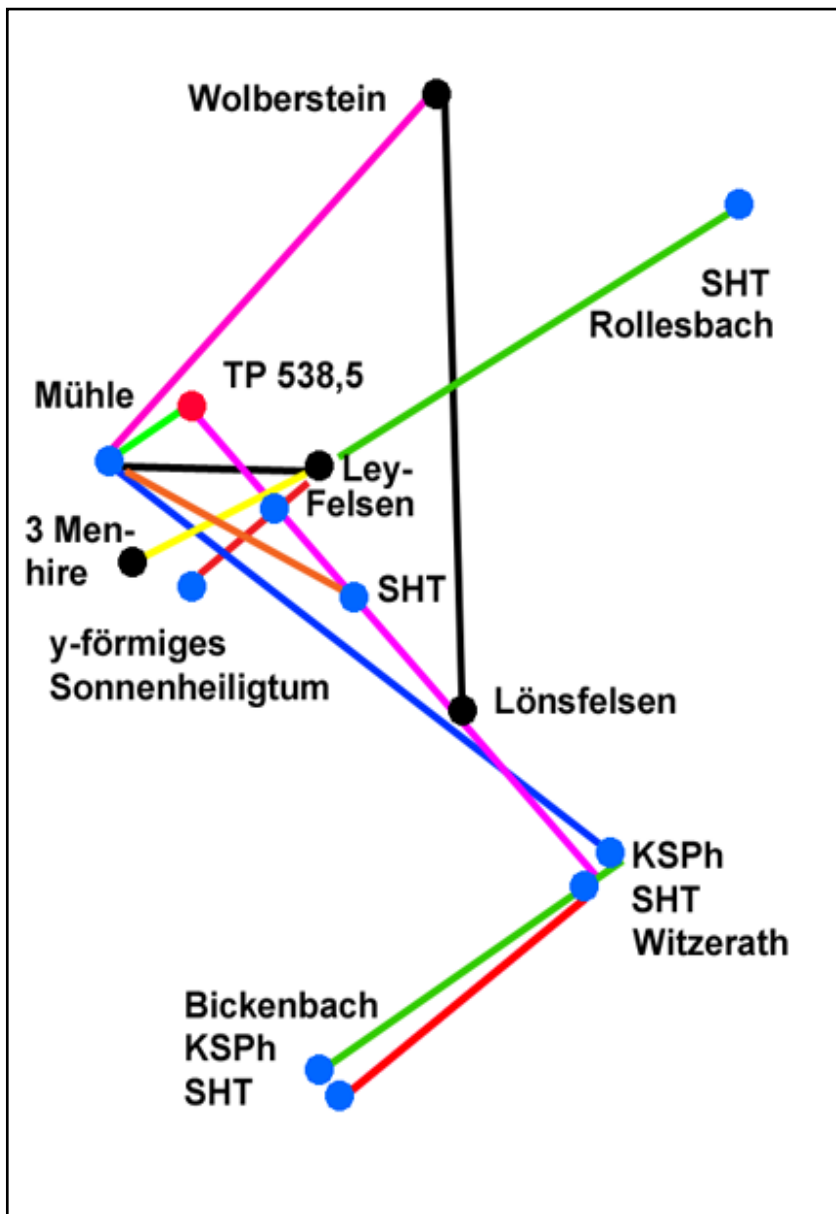 Wolberstein
SHT
Rollesbach
TP 538,5
Mühle
Ley-
Felsen
3 Men-
hire
SHT
y-förmiges
Sonnenheiligtum
Lönsfelsen
KSPh
SHT
Witzerath
Bickenbach
KSPh
SHT